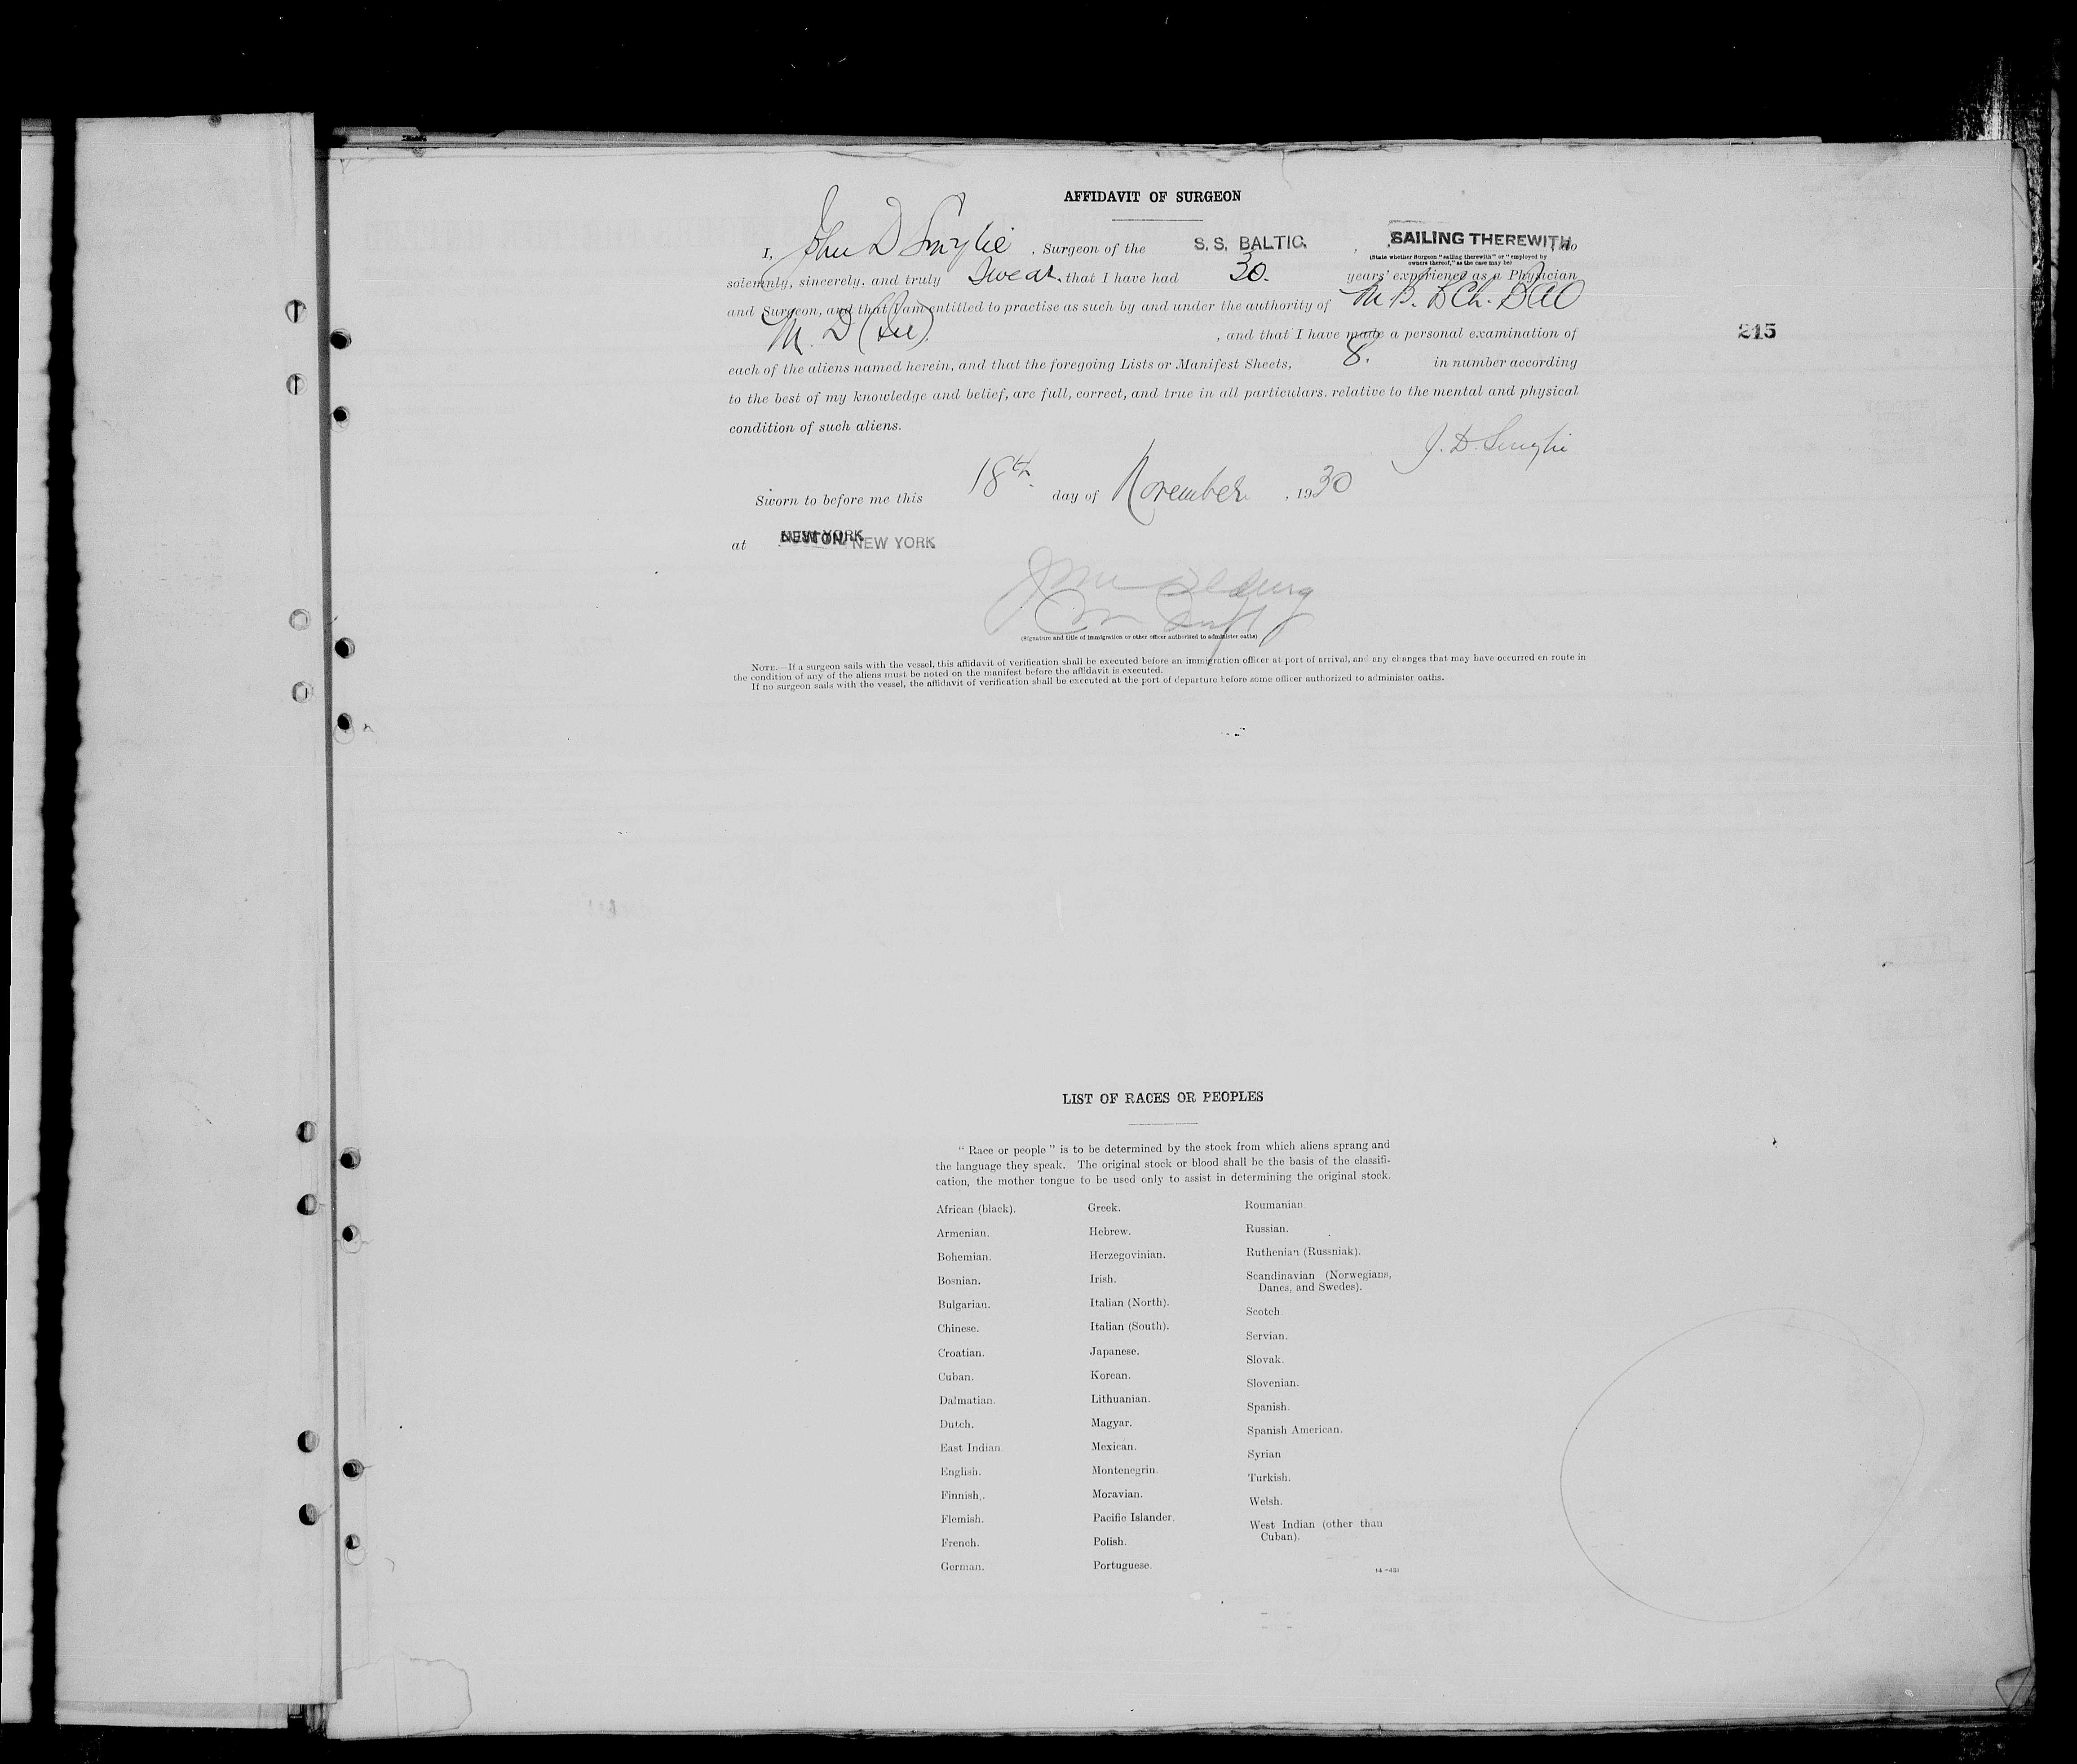 AFFIDAVIT OF SURGEON
I, John D Smylie, Surgeon of the S. S. BALTIC, SAILING THEREWITH, do
(State whether Surgeon "sailing therewith" or "employed by
owners thereof," as the case may be)
solemnly, sincerely, and truly Swear. that I have had 30. years' experience as a Physician
and Surgeon, and that I am entitled to practise as such by and under the authority of M B. B Ch. B A O
M. D, and that I have made a personal examination of
215
each of the aliens named herein, and that the foregoing Lists or Manifest Sheets, 8. in number according
to the best of my knowledge and belief, are full, correct, and true in all particulars. relative to the mental and physical
condition of such aliens.
J. D. Smylie
Sworn to before me this 18th day of November, 1930
at NEW YORK NEW YORK
(Signature and title of immigration or other officer authorized to administer oaths)
NOTE.—If a surgeon sails with the vessel, this affidavit of verification shall be executed before an immigration officer at port of arrival, and any changes that may have occurred en route in
the condition of any of the aliens must be noted on the manifest before the affidavit is executed.
If no surgeon sails with the vessel, the affidavit of verification shall be executed at the port of departure before some officer authorized to administer oaths.
LIST OF RACES OR PEOPLES
"Race or people" is to be determined by the stock from which aliens sprang and
the language they speak. The original stock or blood shall be the basis of the classifi-
cation, the mother tongue to be used only to assist in determining the original stock.
African (black).
Armenian.
Bohemian.
Bosnian.
Bulgarian.
Chinese.
Croatian.
Cuban.
Dalmatian.
Dutch.
East Indian.
English.
Finnish.
Flemish.
French.
German.
Greek.
Hebrew.
Herzegovinian.
Irish.
Italian (North).
Italian (South).
Japanese.
Korean.
Lithuanian.
Magyar.
Mexican.
Montenegrin.
Moravian.
Pacific Islander.
Polish.
Portuguese.
Roumanian.
Russian.
Ruthenian (Russniak).
Scandinavian (Norwegians,
Danes, and Swedes).
Scotch.
Servian.
Slovak.
Slovenian.
Spanish.
Spanish American.
Syrian
Turkish.
Welsh.
West Indian (other than
Cuban).